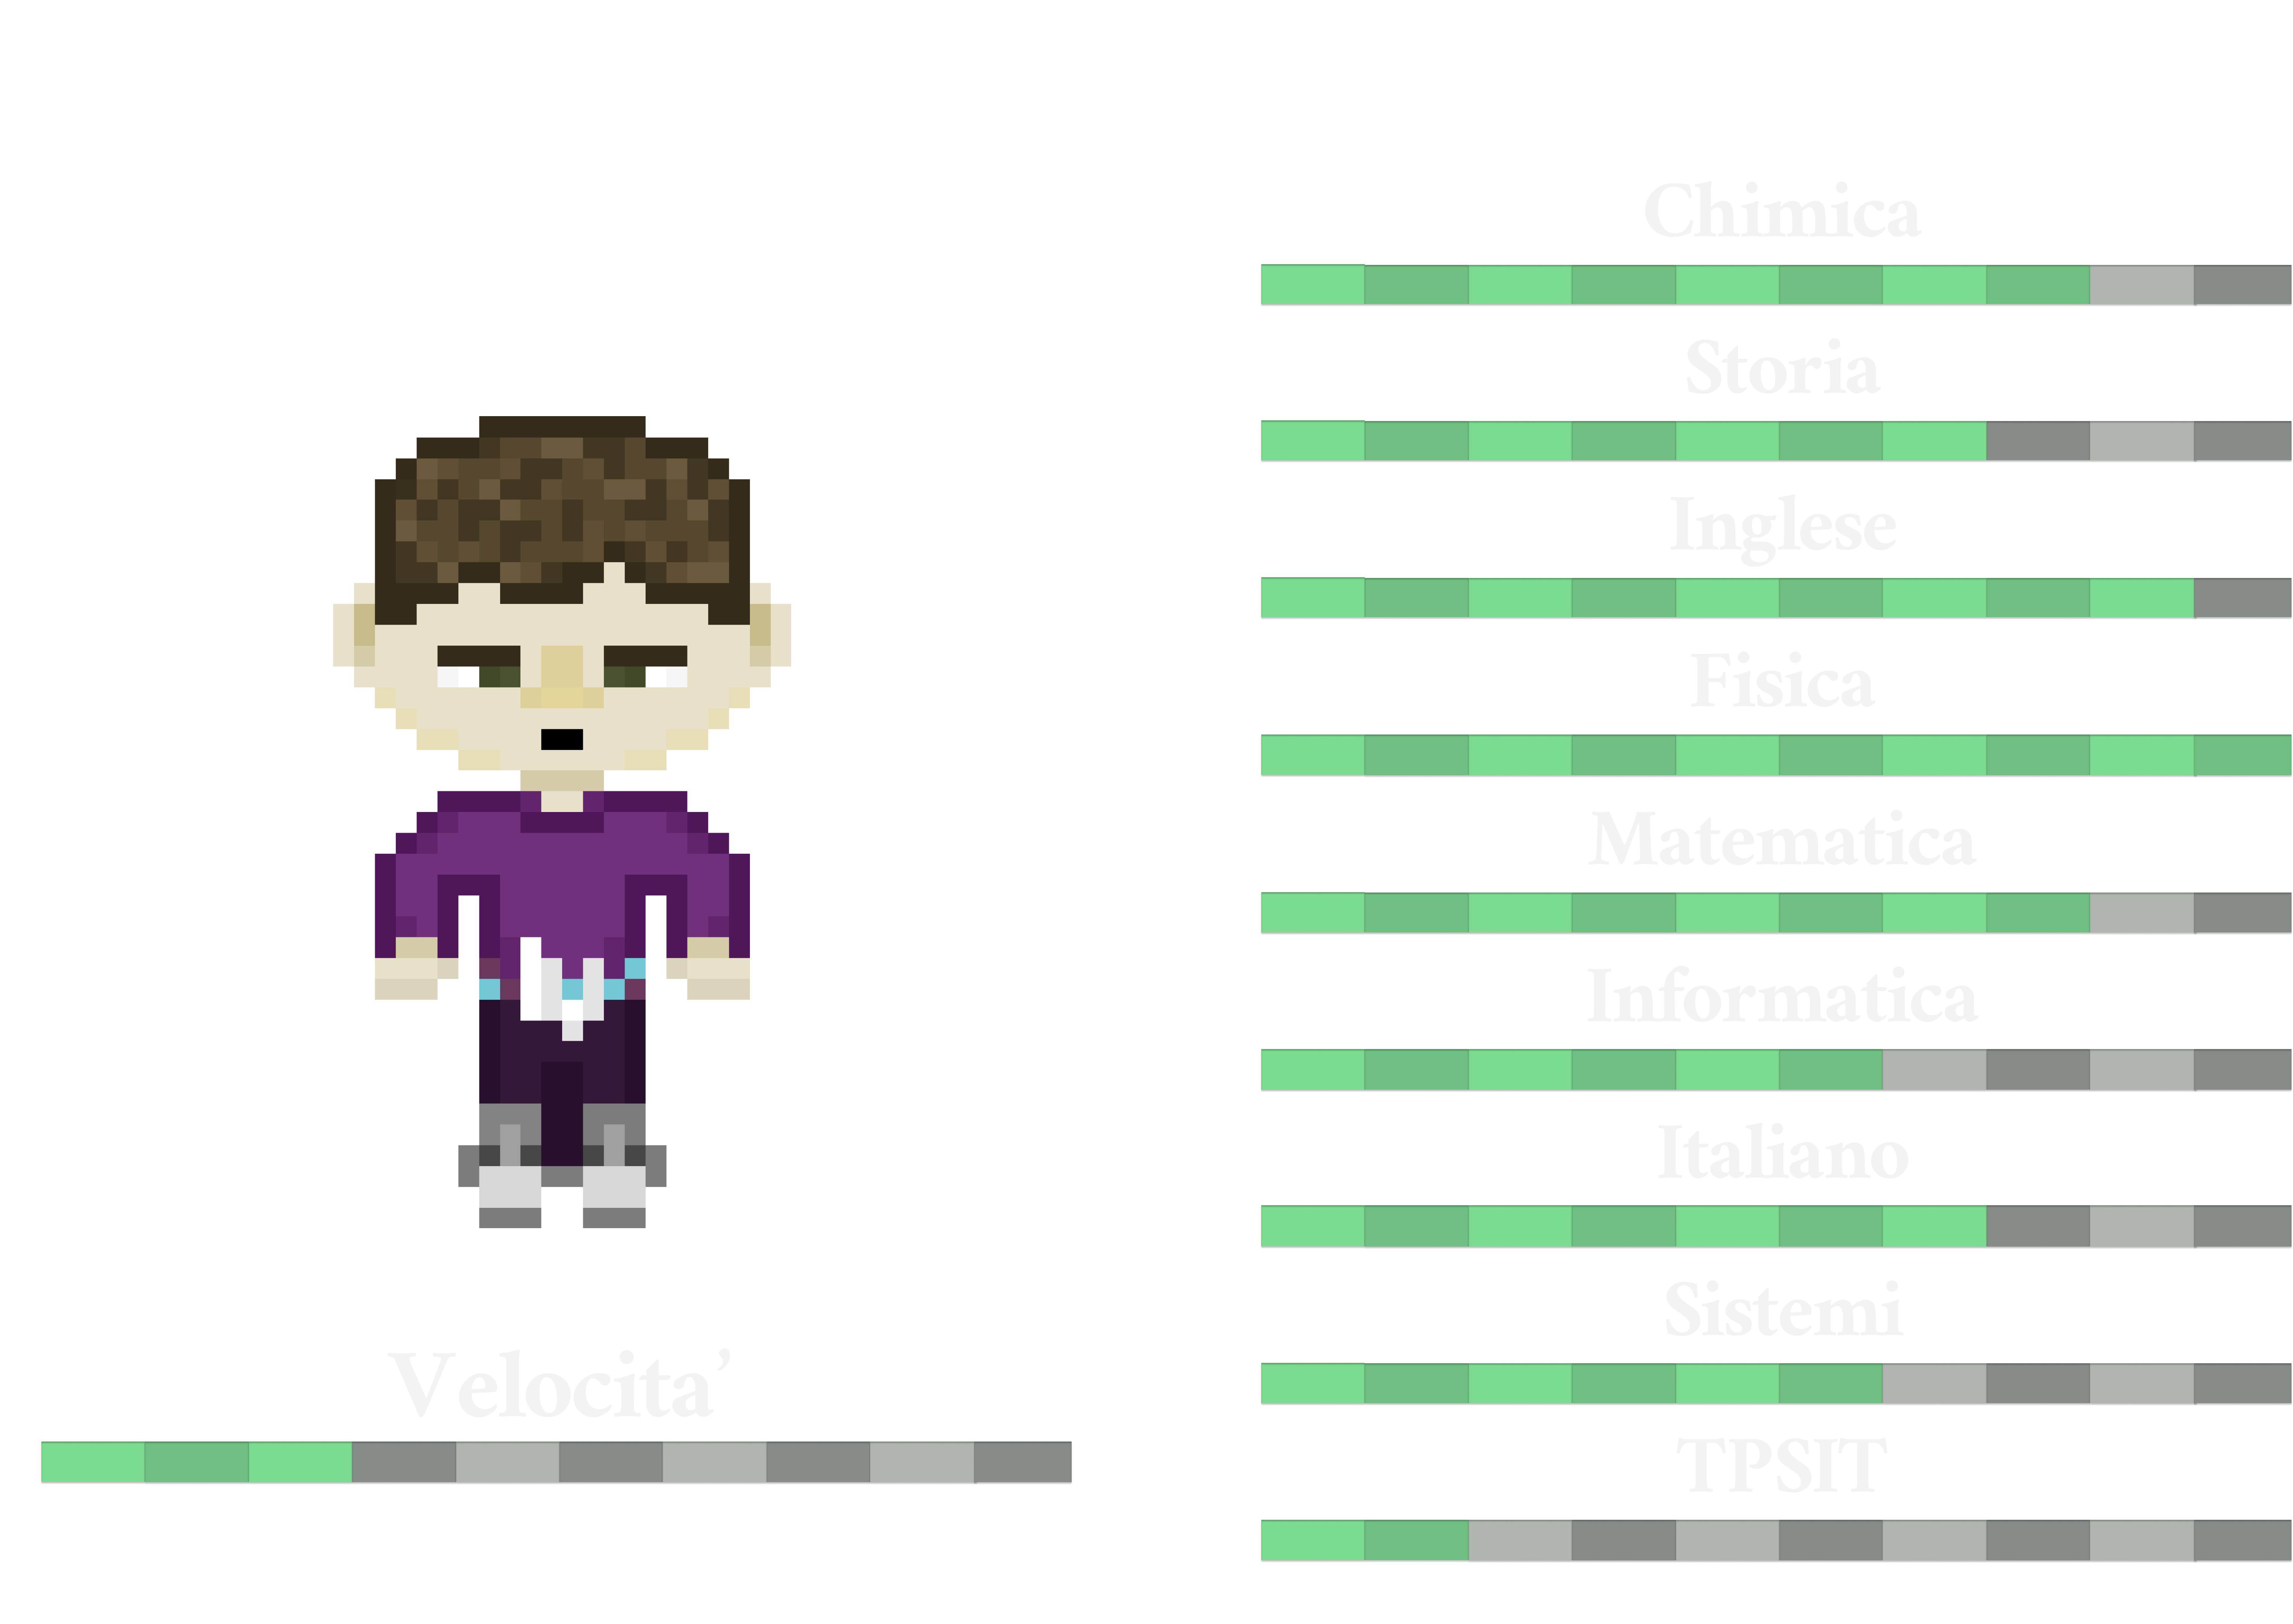 Chimica
Storia
Inglese
Fisica
Matematica
Informatica
Italiano
Sistemi
TPSIT
Velocita’